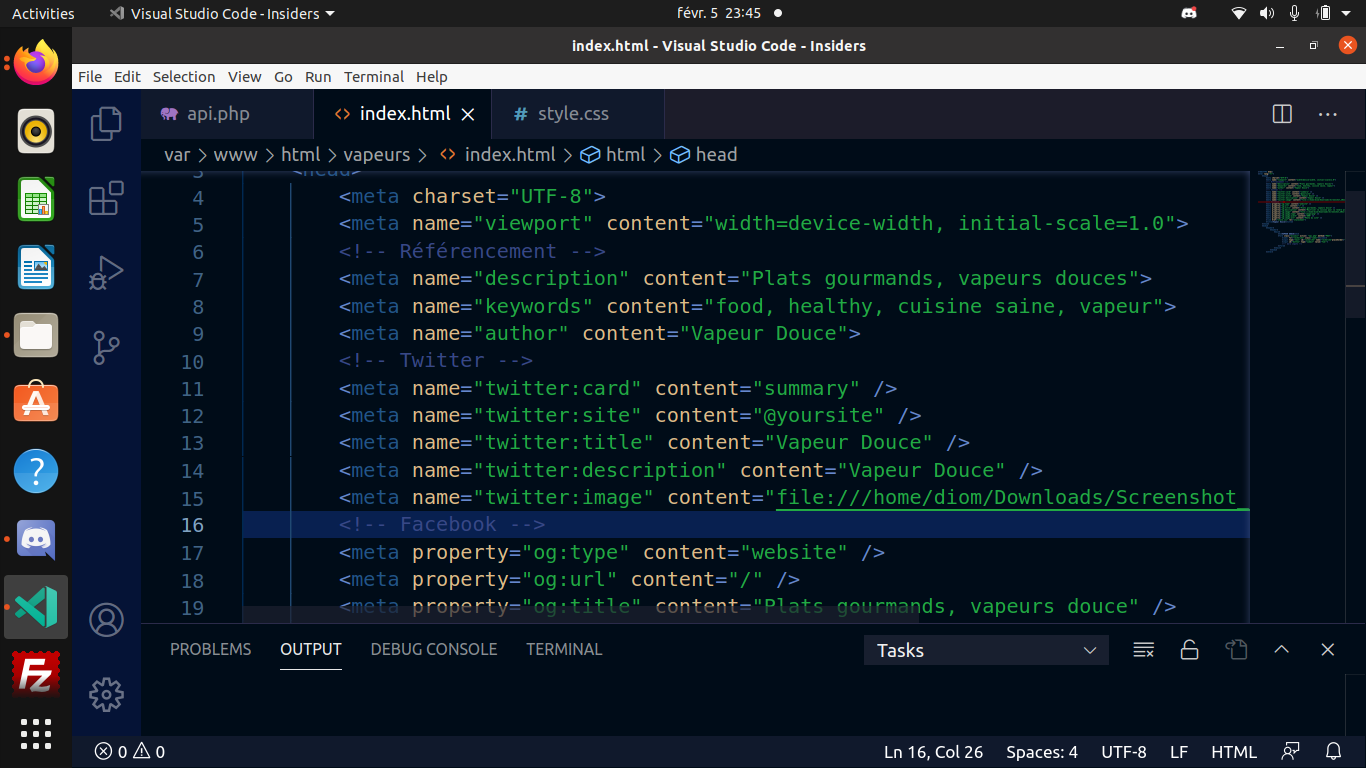 Activities
Visual Studio Code - Insiders
févr. 5 23:45
index.html - Visual Studio Code - Insiders
File Edit Selection View Go Run Terminal Help
api.php
<> index.html
# style.css
var > www > html > vapeurs > <> index.html > html > head
3 <head>
4 <meta charset="UTF-8">
5 <meta name="viewport" content="width=device-width, initial-scale=1.0">
6 <!-- Référencement -->
7 <meta name="description" content="Plats gourmands, vapeurs douces">
8 <meta name="keywords" content="food, healthy, cuisine saine, vapeur">
9 <meta name="author" content="Vapeur Douce">
10 <!-- Twitter -->
11 <meta name="twitter:card" content="summary" />
12 <meta name="twitter:site" content="@yoursite" />
13 <meta name="twitter:title" content="Vapeur Douce" />
14 <meta name="twitter:description" content="Vapeur Douce" />
15 <meta name="twitter:image" content="file:///home/diom/Downloads/Screenshot_
16 <!-- Facebook -->
17 <meta property="og:type" content="website" />
18 <meta property="og:url" content="/" />
19 <meta property="og:title" content="Plats gourmands, vapeurs douce" />
PROBLEMS OUTPUT DEBUG CONSOLE TERMINAL
Tasks
0 0
Ln 16, Col 26 Spaces: 4 UTF-8 LF HTML